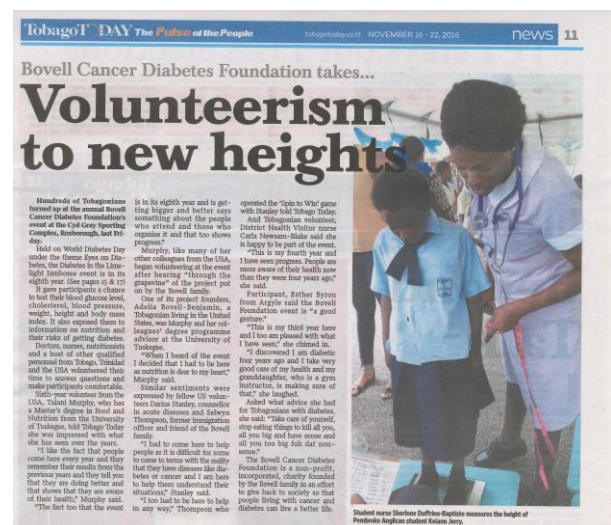 TobagoTODAY The Pulse of the People
tobagotoday.co.tt NOVEMBER 16 - 22, 2016
news 11
Bovell Cancer Diabetes Foundation takes...
Volunteerism
to new heights
Hundreds of Tobagonians
turned up at the annual Bovell
Cancer Diabetes Foundation's
event at the Cyd Gray Sporting
Complex, Roxborough, last Fri-
day.
Held on World Diabetes Day
under the theme Eyes on Dia-
betes, the Diabetes in the Lime-
light Jamboree event is in its
eighth year. (See pages 15 & 17)
It gave participants a chance
to test their blood glucose level,
cholesterol, blood pressure,
weight, height and body mass
index. It also exposed them to
information on nutrition and
their risks of getting diabetes.
Doctors, nurses, nutritionists
and a host of other qualified
personnel from Tobago, Trinidad
and the USA volunteered their
time to answer questions and
make participants comfortable.
Sixth-year volunteer from the
USA, Tulani Murphy, who has
a Master's degree in Food and
Nutrition from the University
of Tuskegee, told Tobago Today
she was impressed with what
she has seen over the years.
"I like the fact that people
come here every year and they
remember their results from the
previous years and they tell you
that they are doing better and
that shows that they are aware
of their health," Murphy said.
"The fact too that the event
is in its eighth year and is get-
ting bigger and better says
something about the people
who attend and those who
organise it and that too shows
progress."
Murphy, like many of her
other colleagues from the USA,
began volunteering at the event
after hearing "through the
grapevine" of the project put
on by the Bovell family.
One of its project founders,
Adelia Bovell-Benjamin, a
Tobagonian living in the United
States, was Murphy and her col-
leagues' degree programme
advisor at the University of
Tuskegee.
"When I heard of the event
I decided that I had to be here
as nutrition is dear to my heart,"
Murphy said.
Similar sentiments were
expressed by fellow US volun-
teers Darius Stanley, counsellor
in acute diseases and Selwyn
Thompson, former immigration
officer and friend of the Bovell
family.
"I had to come here to help
people as it is difficult for some
to come to terms with the reality
that they have diseases like dia-
betes or cancer and I am here
to help them understand their
situations," Stanley said.
"I too had to be here to help
in any way," Thompson who
operated the 'Spin to Win' game
with Stanley told Tobago Today.
And Tobagonian volunteer,
District Health Visitor nurse
Carla Newsam-Blake said she
is happy to be part of the event.
"This is my fourth year and
I have seen progress. People are
more aware of their health now
than they were four years ago,"
she said.
Participant, Esther Byron
from Argyle said the Bovell
Foundation event is "a good
gesture."
"This is my third year here
and I too am pleased with what
I have seen," she chimed in.
"I discovered I am diabetic
four years ago and I take very
good care of my health and my
granddaughter, who is a gym
instructor, is making sure of
that," she laughed.
Asked what advice she had
for Tobagonians with diabetes,
she said: "Take care of yourself,
stop eating things to kill all you,
all you big and have sense and
all you too big fuh dat non-
sense."
The Bovell Cancer Diabetes
Foundation is a non-profit,
incorporated, charity founded
by the Bovell family in an effort
to give back to society so that
people living with cancer and
diabetes can live a better life.
Student nurse Sherlene Duffrine-Baptiste measures the height of
Pembroke Anglican student Keiann Jerry.